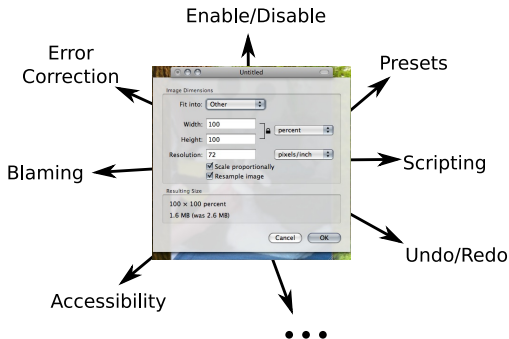 Enable/Disable
Error
Correction
Presets
Untitled
Image Dimensions
Fit into: Other
Width: 100
percent
Height: 100
Resolution: 72 pixels/inch
Scale proportionally
Resample image
Blaming
Scripting
Resulting Size
100 × 100 percent
1.6 MB (was 2.6 MB)
Cancel OK
Undo/Redo
Accessibility
• • •